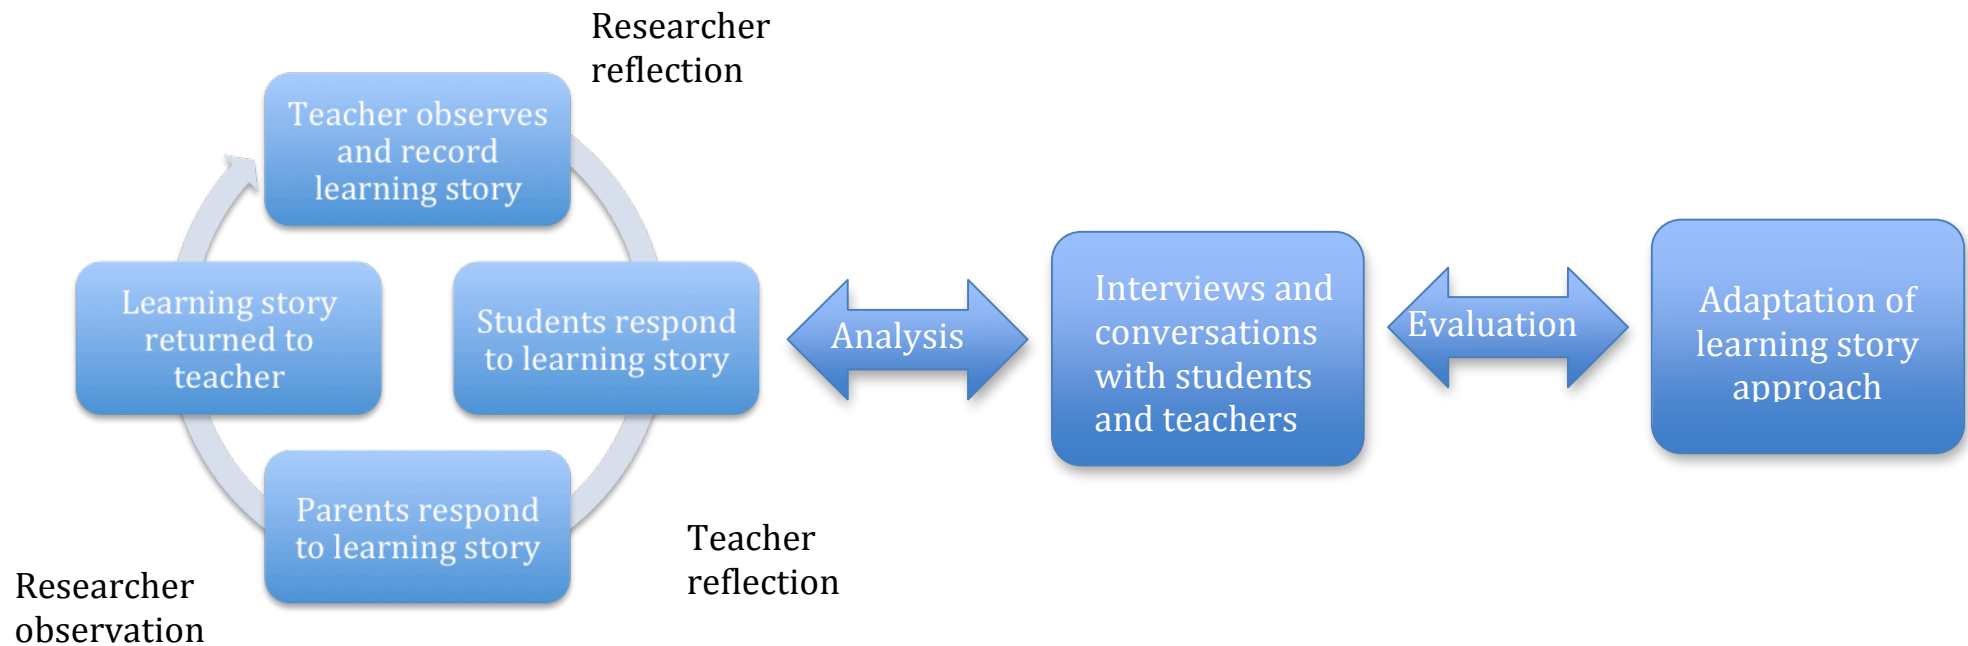 Researcher
reflection
Teacher observes
and record
learning story
Learning story
returned to
teacher
Students respond
to learning story
Parents respond
to learning story
Researcher
observation
Teacher
reflection
Analysis
Interviews and
conversations
with students
and teachers
Evaluation
Adaptation of
learning story
approach